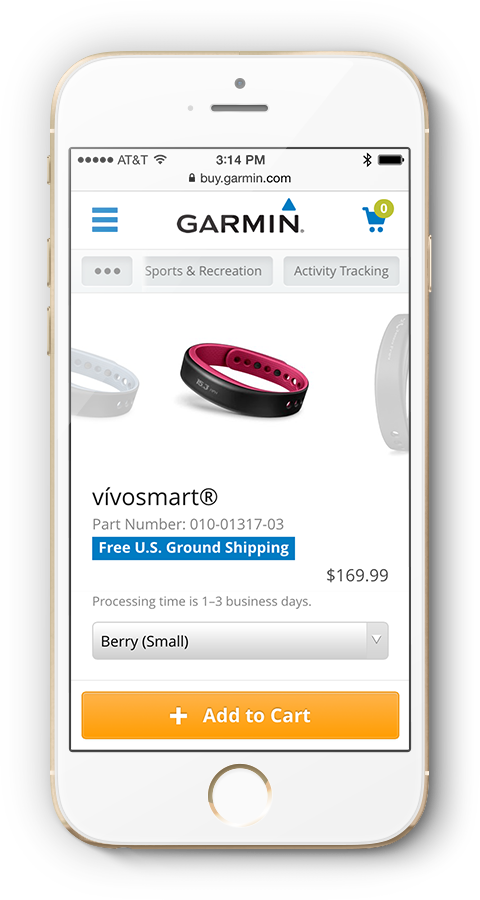 AT&T 3:14 PM
buy.garmin.com
GARMIN® 0
••• Sports & Recreation Activity Tracking
vívosmart®
Part Number: 010-01317-03
Free U.S. Ground Shipping
$169.99
Processing time is 1–3 business days.
Berry (Small)
+ Add to Cart